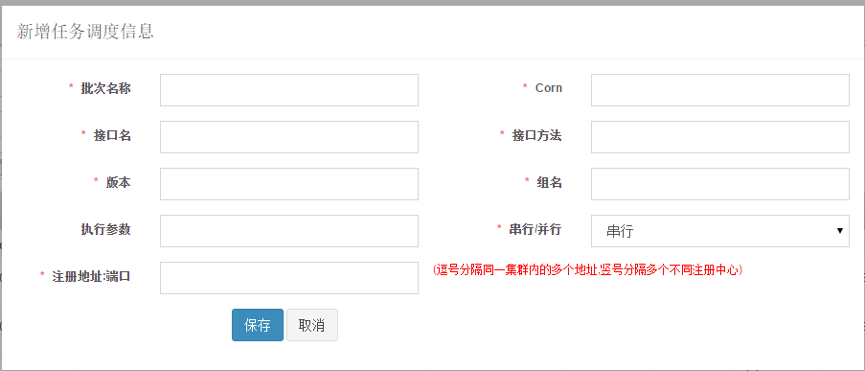 新增任务调度信息
* 批次名称
* Corn
* 接口名
* 接口方法
* 版本
* 组名
执行参数
* 串行/并行
串行
* 注册地址:端口
(逗号分隔同一集群内的多个地址,竖号分隔多个不同注册中心)
保存 取消